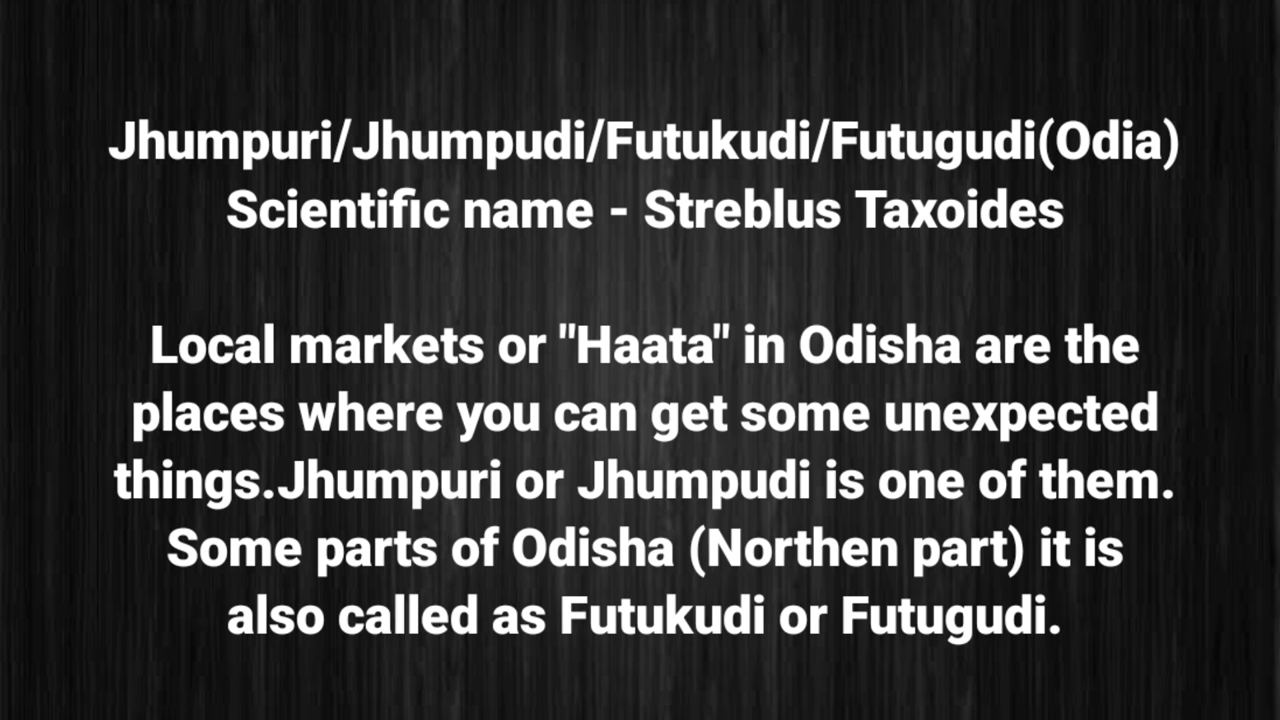 Jhumpuri/Jhumpudi/Futukudi/Futugudi(Odia)
Scientific name - Streblus Taxoides
Local markets or "Haata" in Odisha are the
places where you can get some unexpected
things.Jhumpuri or Jhumpudi is one of them.
Some parts of Odisha (Northen part) it is
also called as Futukudi or Futugudi.